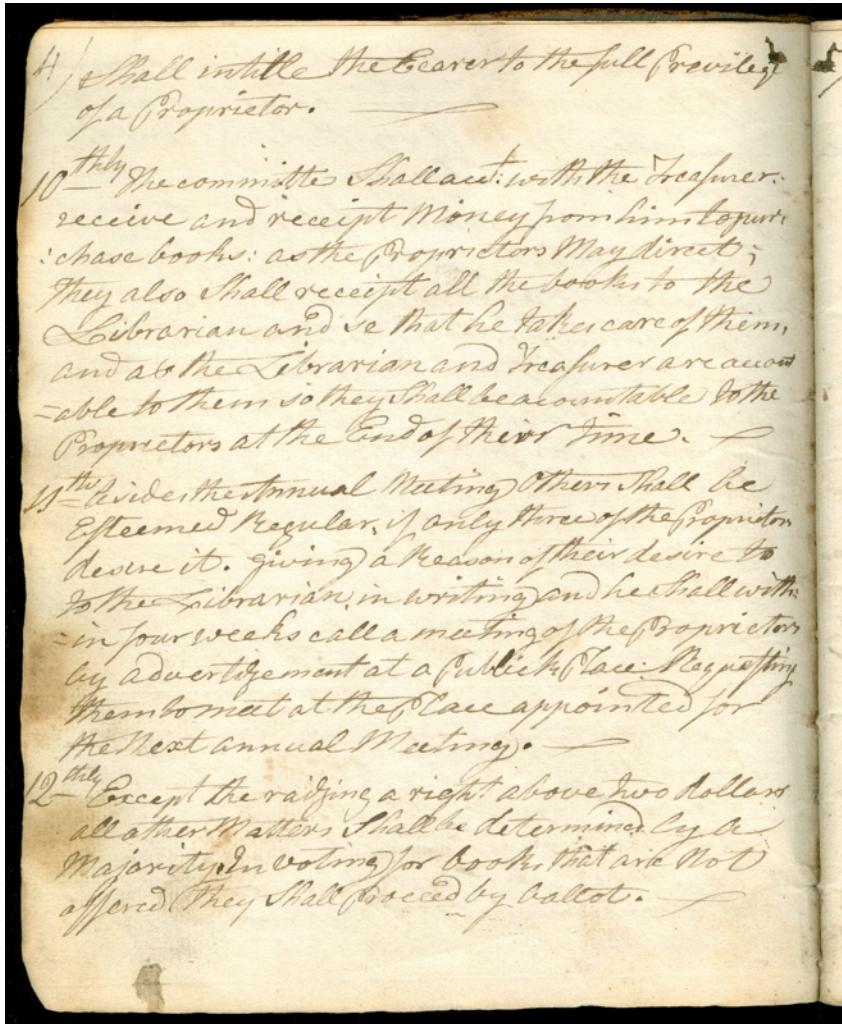 4) Shall intitle the bearer to the full Privilege
of a Proprietor.
10thly The committe Shall acct: with the Treasurer:
receive and receipt Money from him to pur:
:chase books: as the Proprietors May direct;
they also Shall receipt all the books to the
Librarian and se that he takes care of them,
and as the Librarian and Treasurer are accout
=able to them so they Shall be acountable to the
Proprietors at the End of their time.
11th Asides the Annual Meeting Others Shall be
Esteemed Regular, if only three of the Proprietors
desire it. giving a Reason of their desire to
to the Librarian, in writing and he Shall with:
=in four weeks call a meeting of the Proprietors
by advertizement at a Publick Place: Requesting
them to meet at the Place appointed for
the Next annual Meeting.
12thly Except the raising a right above two dollars
all other Matters Shall be determined by a
Majority. In voting for books that are Not
offered they Shall proceed by ballot.